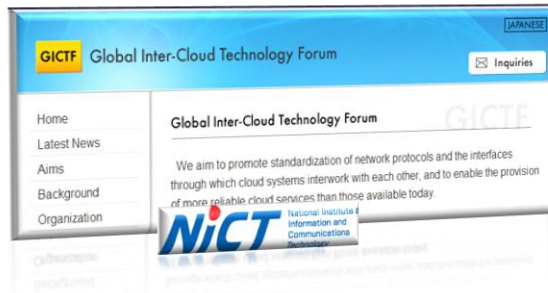 JAPANESE
GICTF Global Inter-Cloud Technology Forum
Inquiries
Home
Latest News
Aims
Background
Organization
GICTF
Global Inter-Cloud Technology Forum
We aim to promote standardization of network protocols and the interfaces
through which cloud systems interwork with each other, and to enable the provision
of more reliable cloud services than those available today.
NICT
National Institute
Information and
Communications
Technology